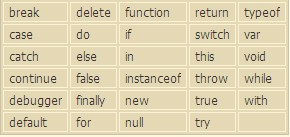 break delete function return typeof
case do if switch var
catch else in this void
continue false instanceof throw while
debugger finally new true with
default for null try